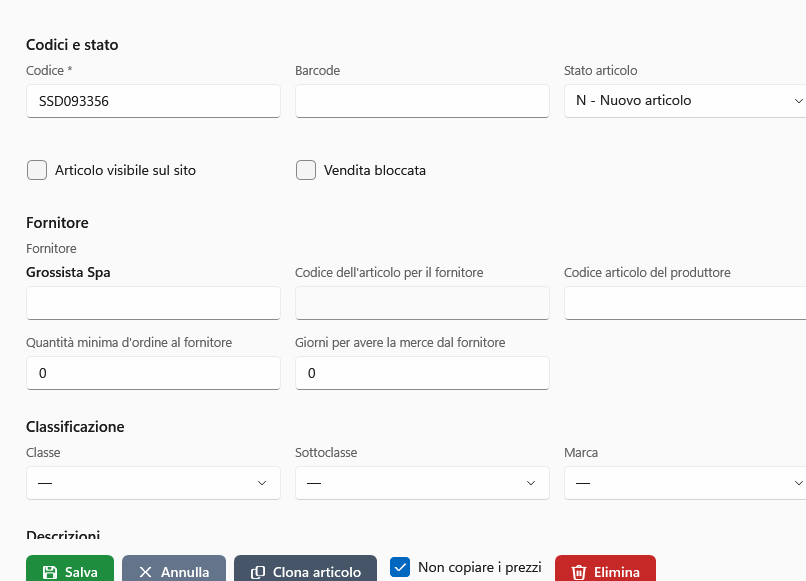 Codici e stato
Codice * Barcode Stato articolo
SSD093356 N - Nuovo articolo
Articolo visibile sul sito Vendita bloccata
Fornitore
Fornitore
Grossista Spa Codice dell'articolo per il fornitore Codice articolo del produttore
Quantità minima d'ordine al fornitore Giorni per avere la merce dal fornitore
0 0
Classificazione
Classe Sottoclasse Marca
— — —
Descrizioni
Salva Annulla Clona articolo Non copiare i prezzi Elimina